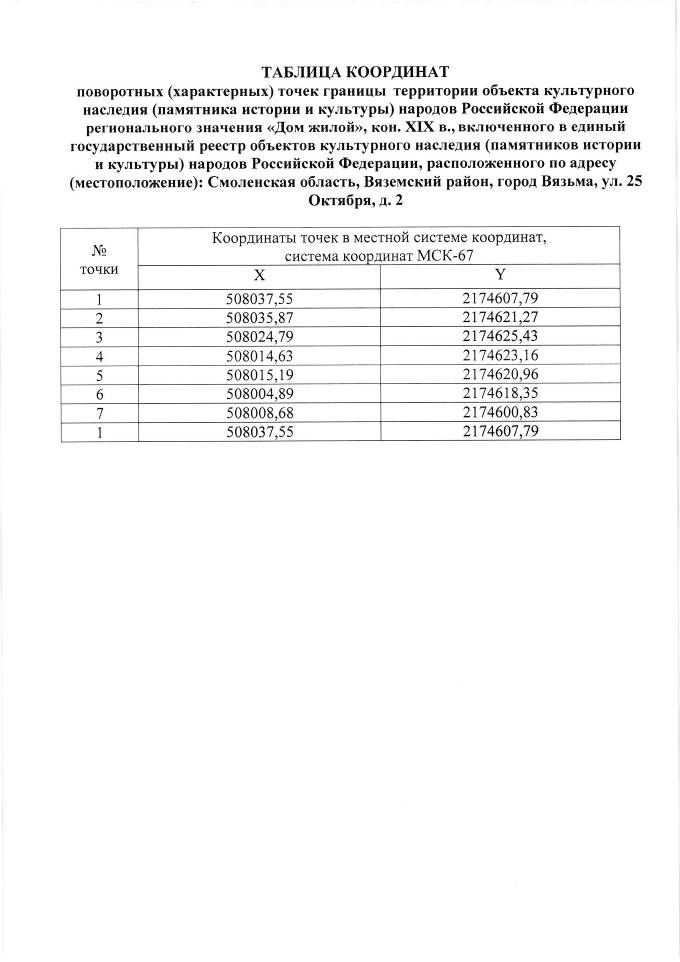 ТАБЛИЦА КООРДИНАТ
поворотных (характерных) точек границы территории объекта культурного
наследия (памятника истории и культуры) народов Российской Федерации
регионального значения «Дом жилой», кон. XIX в., включенного в единый
государственный реестр объектов культурного наследия (памятников истории
и культуры) народов Российской Федерации, расположенного по адресу
(местоположение): Смоленская область, Вяземский район, город Вязьма, ул. 25
Октября, д. 2
№ точки
Координаты точек в местной системе координат,
система координат МСК-67
X Y
1 508037,55 2174607,79
2 508035,87 2174621,27
3 508024,79 2174625,43
4 508014,63 2174623,16
5 508015,19 2174620,96
6 508004,89 2174618,35
7 508008,68 2174600,83
1 508037,55 2174607,79